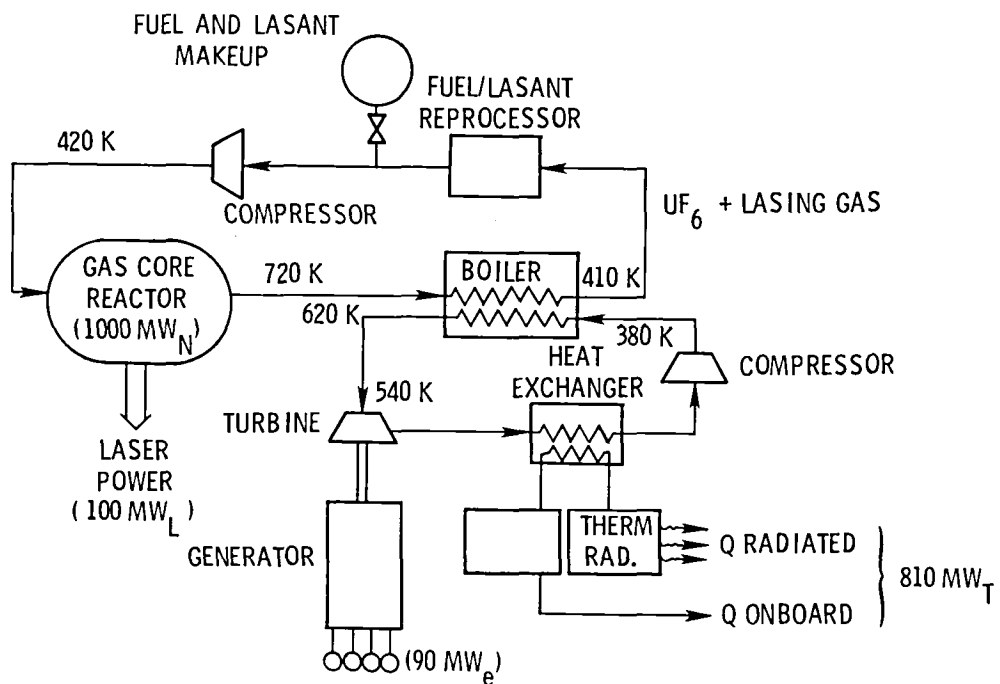 FUEL AND LASANT
MAKEUP
FUEL/LASANT
REPROCESSOR
420 K
COMPRESSOR
UF6 + LASING GAS
GAS CORE
REACTOR
(1000 MWN)
720 K
BOILER
410 K
620 K
380 K
HEAT
EXCHANGER
COMPRESSOR
540 K
TURBINE
LASER
POWER
(100 MWL)
GENERATOR
THERM
RAD.
Q RADIATED
810 MWT
Q ONBOARD
(90 MWe)